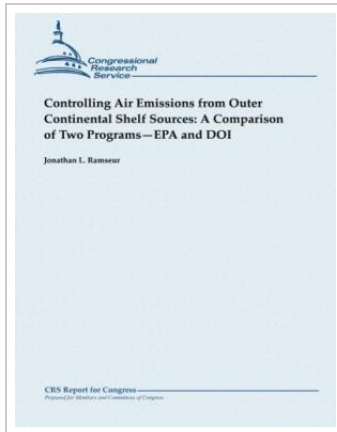 Congressional
Research
Service
Controlling Air Emissions from Outer
Continental Shelf Sources: A Comparison
of Two Programs—EPA and DOI
Jonathan L. Ramseur
CRS Report for Congress
Prepared for Members and Committees of Congress